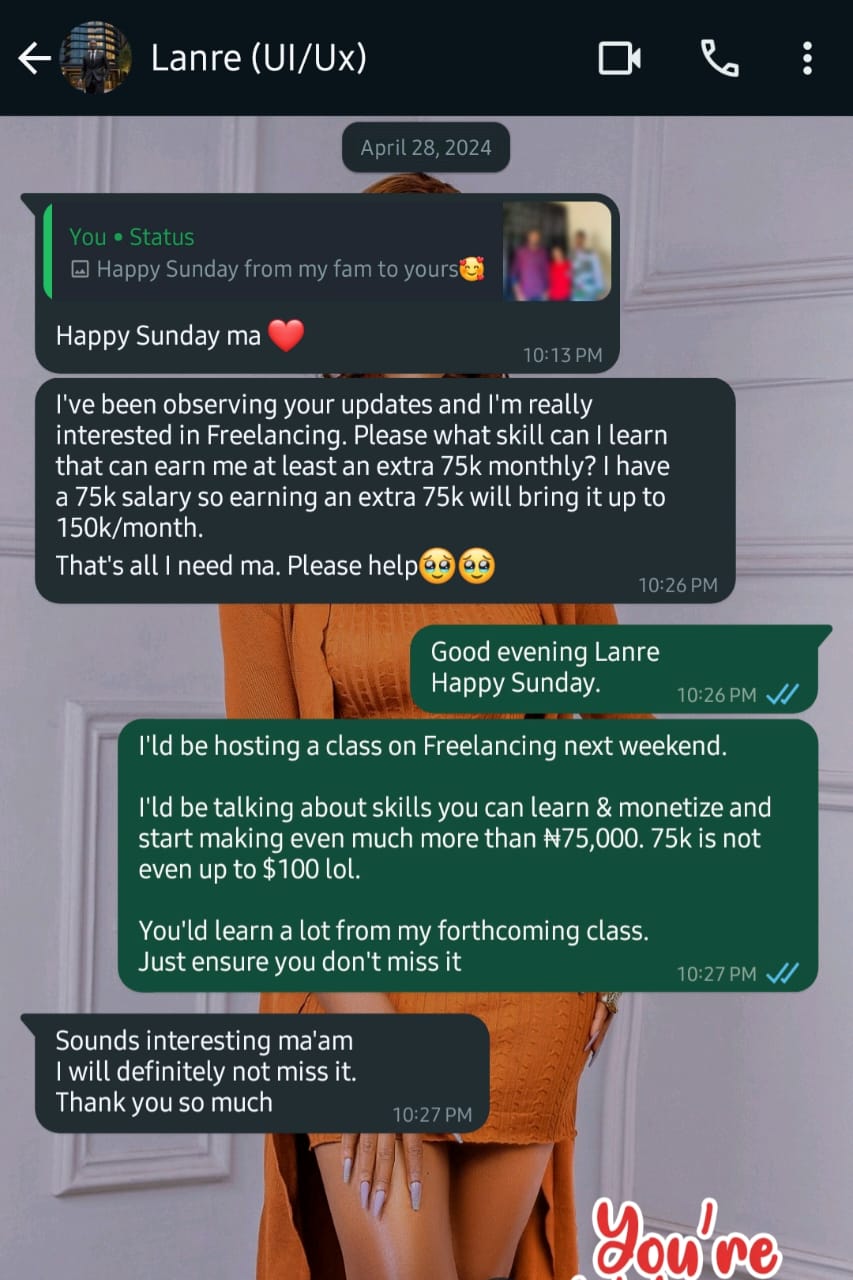 Lanre (UI/Ux)
April 28, 2024
You • Status
Happy Sunday from my fam to yours🥰
Happy Sunday ma ❤️
10:13 PM
I've been observing your updates and I'm really
interested in Freelancing. Please what skill can I learn
that can earn me at least an extra 75k monthly? I have
a 75k salary so earning an extra 75k will bring it up to
150k/month.
That's all I need ma. Please help🥹🥹
10:26 PM
Good evening Lanre
Happy Sunday.
10:26 PM
I'ld be hosting a class on Freelancing next weekend.
I'ld be talking about skills you can learn & monetize and
start making even much more than ₦75,000. 75k is not
even up to $100 lol.
You'ld learn a lot from my forthcoming class.
Just ensure you don't miss it
10:27 PM
Sounds interesting ma'am
I will definitely not miss it.
Thank you so much
10:27 PM
You're